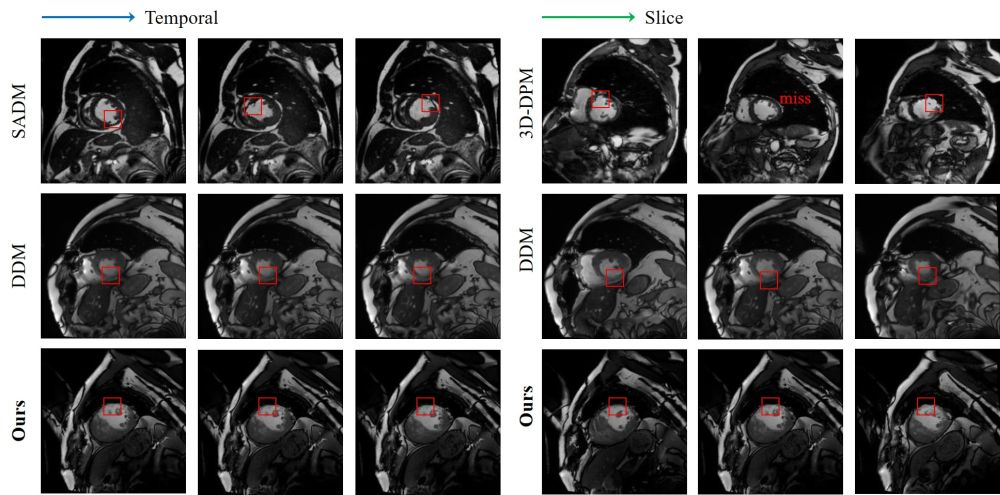 Temporal
Slice
SADM
3D-DPM
miss
DDM
DDM
Ours
Ours